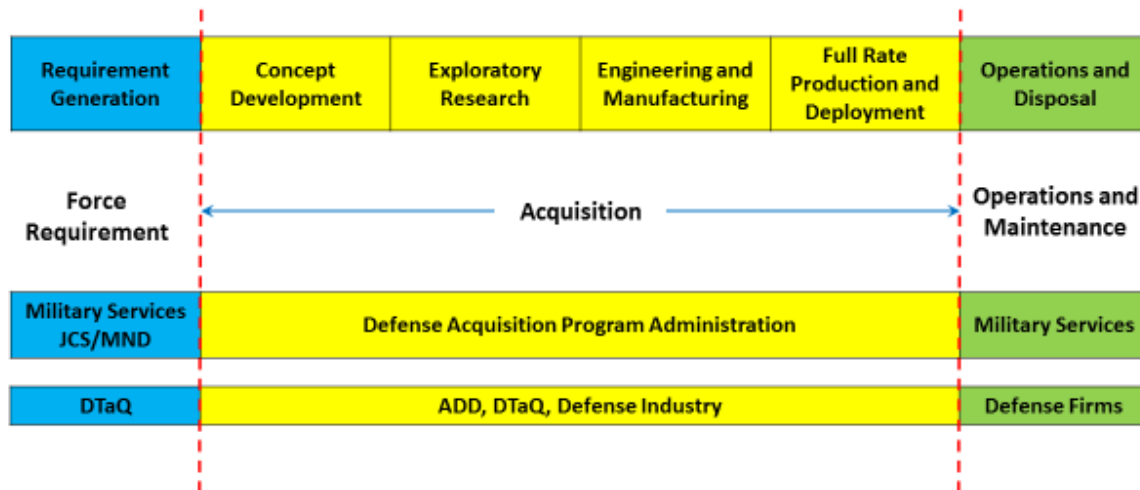 Requirement
Generation
Concept
Development
Exploratory
Research
Engineering and
Manufacturing
Full Rate
Production and
Deployment
Operations and
Disposal
Force
Requirement
Acquisition
Operations and
Maintenance
Military Services
JCS/MND
Defense Acquisition Program Administration
Military Services
DTaQ
ADD, DTaQ, Defense Industry
Defense Firms